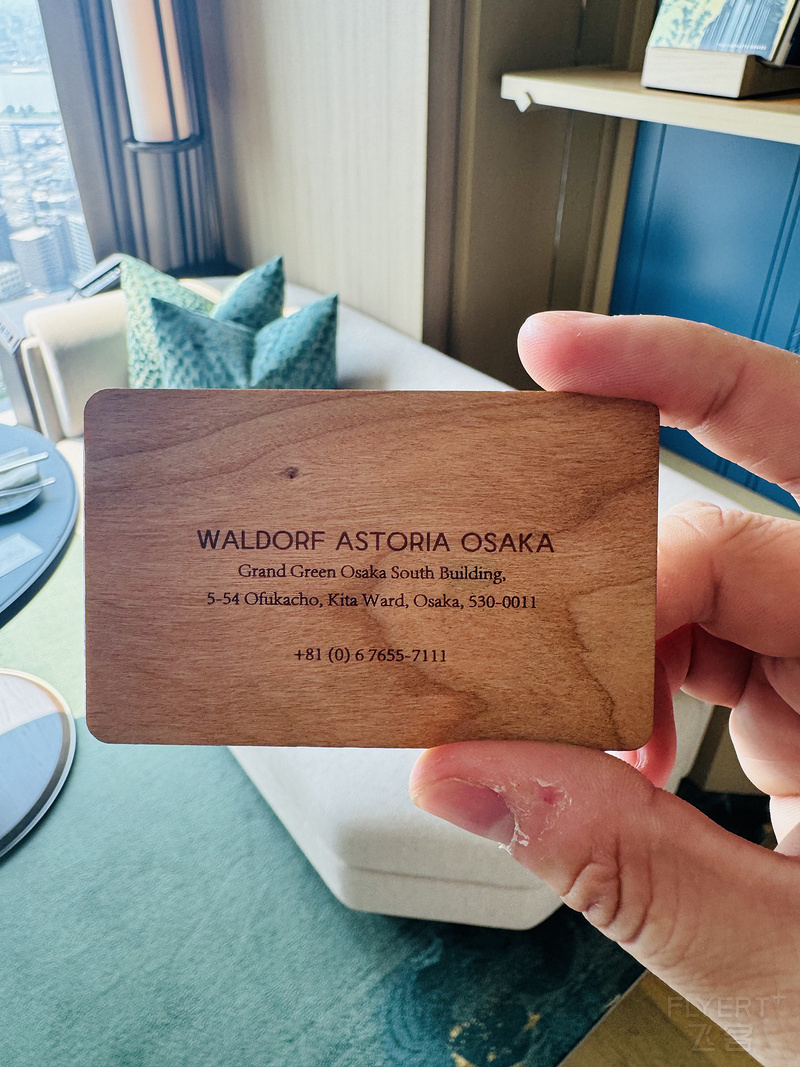 WALDORF ASTORIA OSAKA
Grand Green Osaka South Building,
5-54 Ofukacho, Kita Ward, Osaka, 530-0011
+81 (0) 6 7655-7111
FLYERT+
飞客